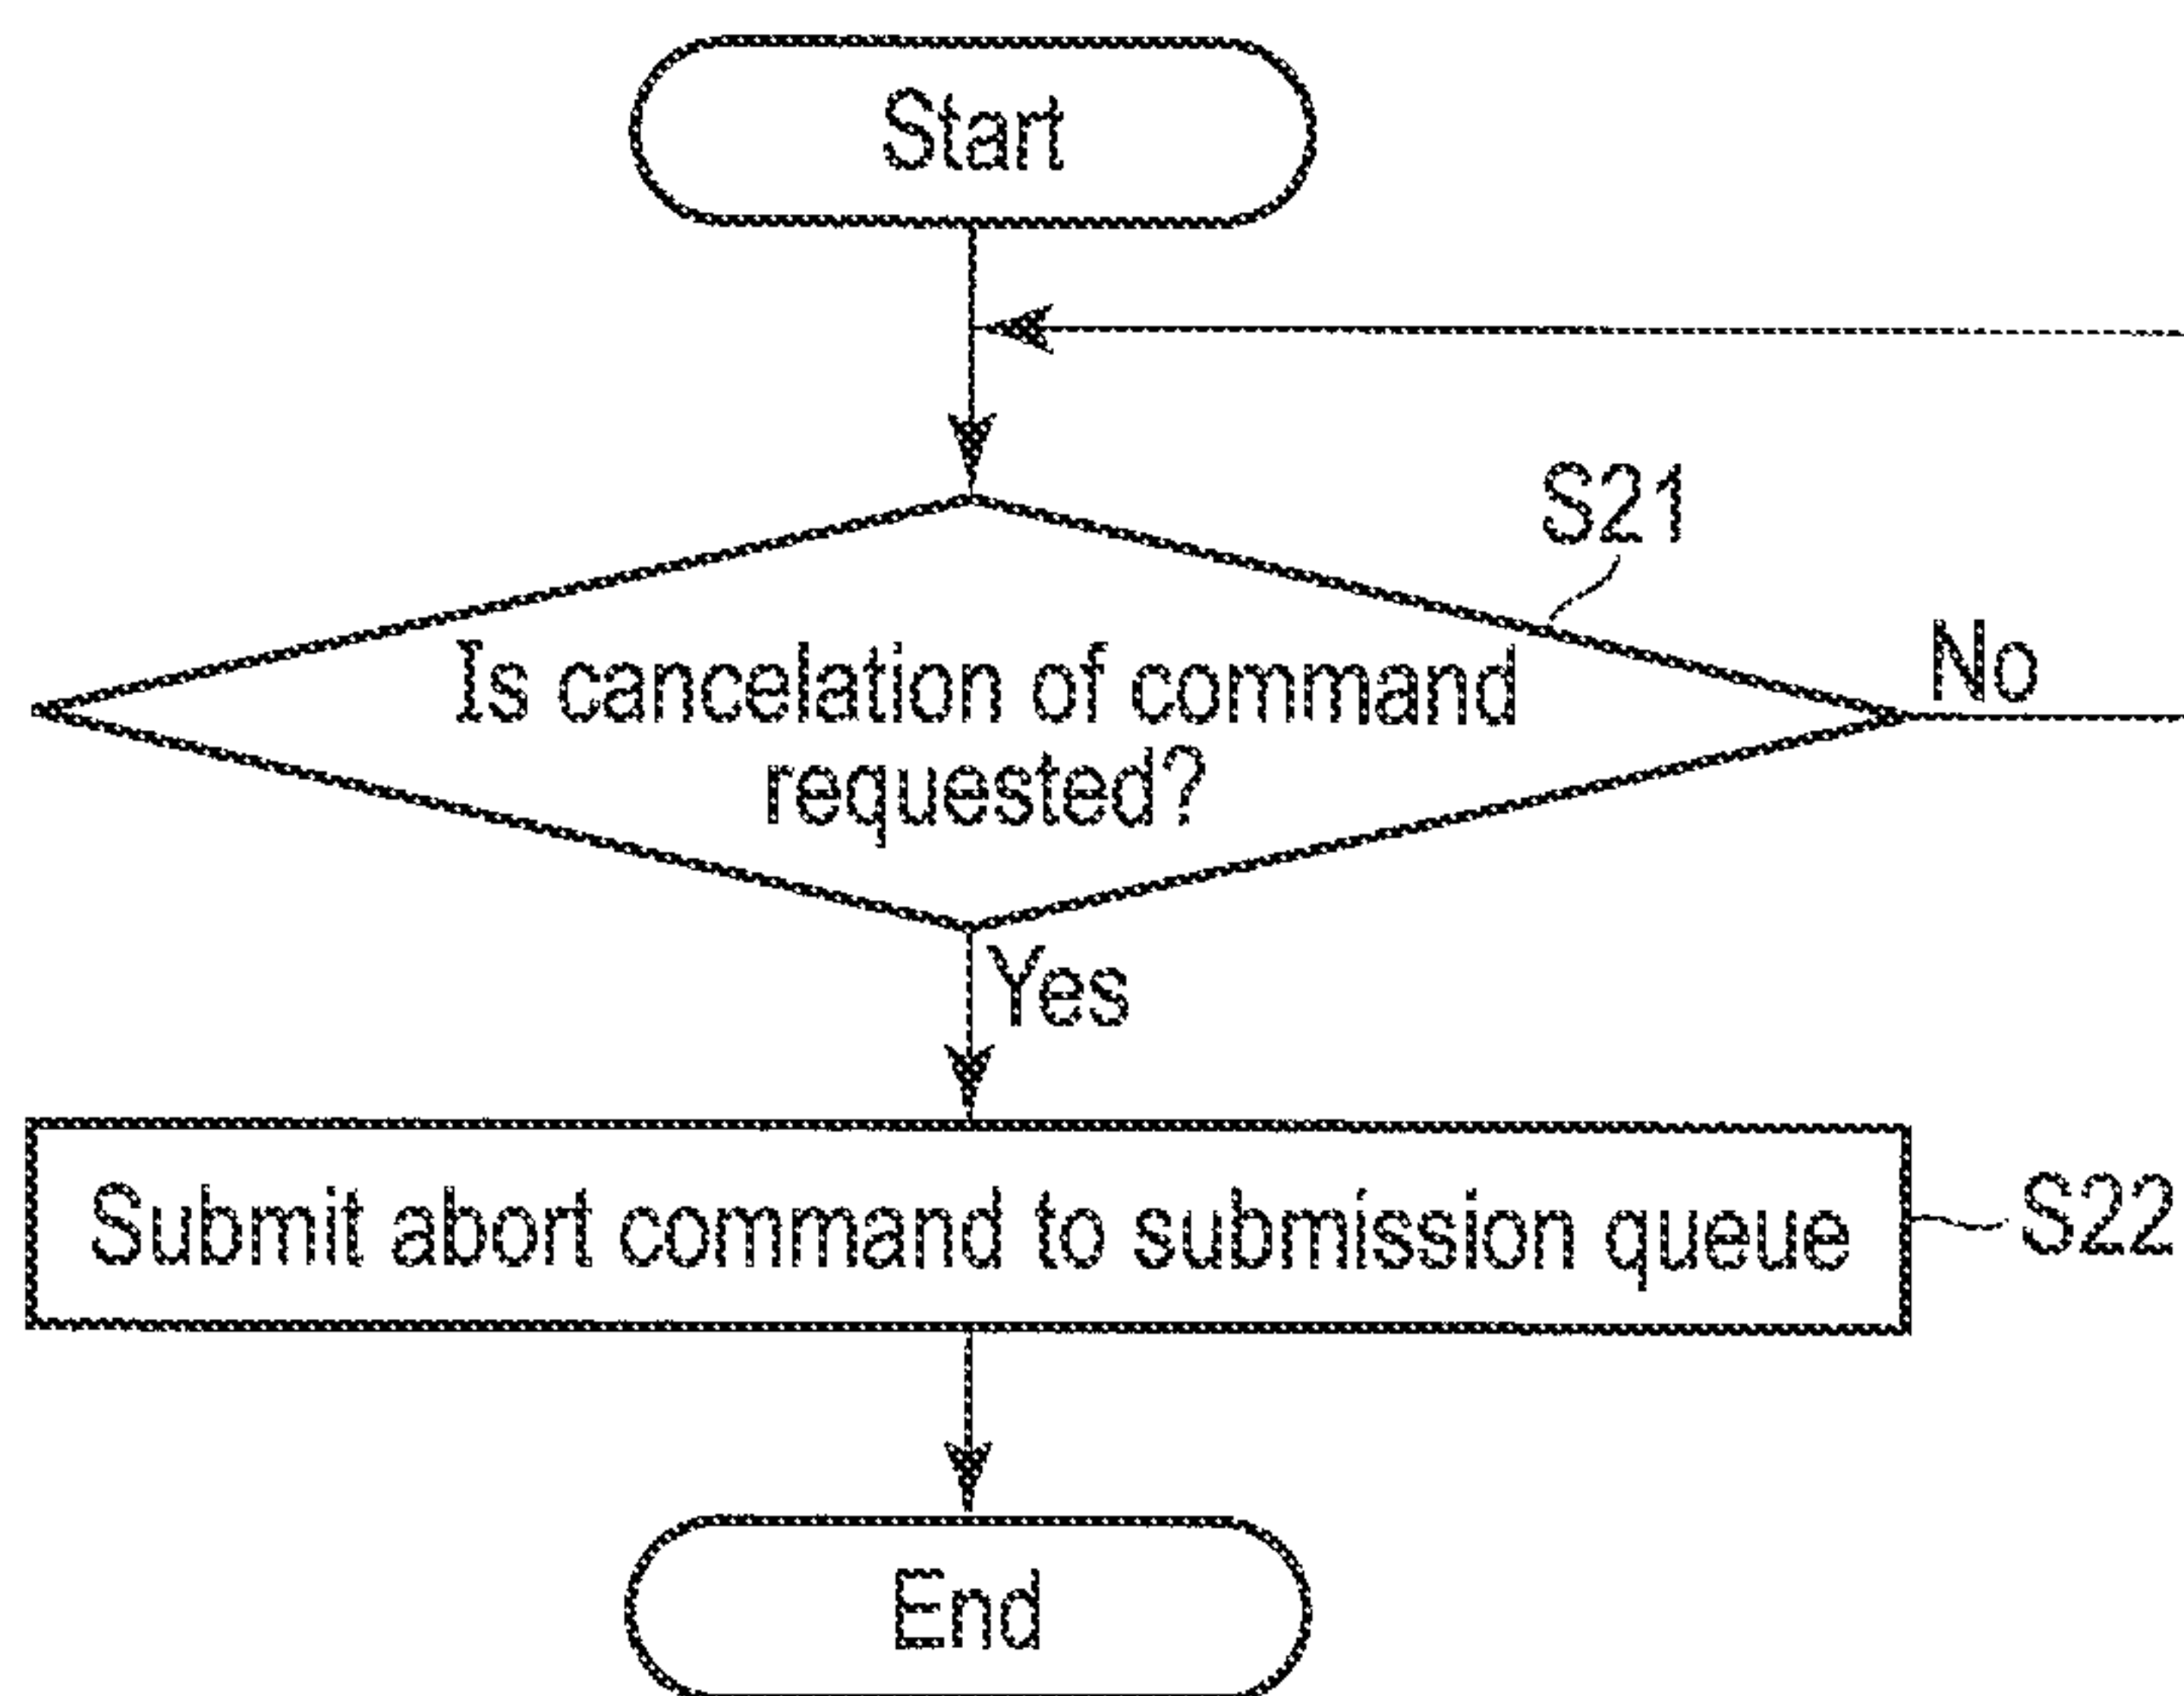 Start
S21
Is cancelation of command
requested?
No
Yes
Submit abort command to submission queue
S22
End